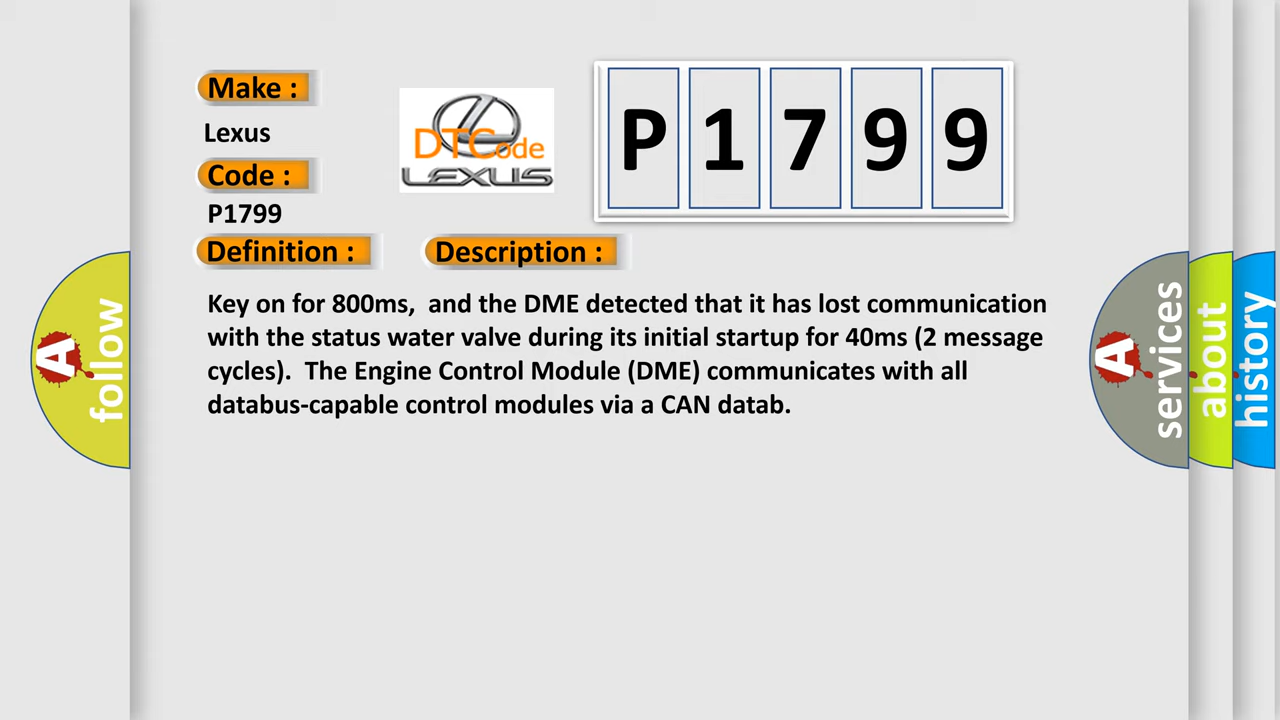 Make :
Lexus
Code :
P1799
Definition :
Description :
DTCode
LEXUS
P 1 7 9 9
Key on for 800ms,  and the DME detected that it has lost communication
with the status water valve during its initial startup for 40ms (2 message
cycles).  The Engine Control Module (DME) communicates with all
databus-capable control modules via a CAN datab.
A
follow
A
services
about
history